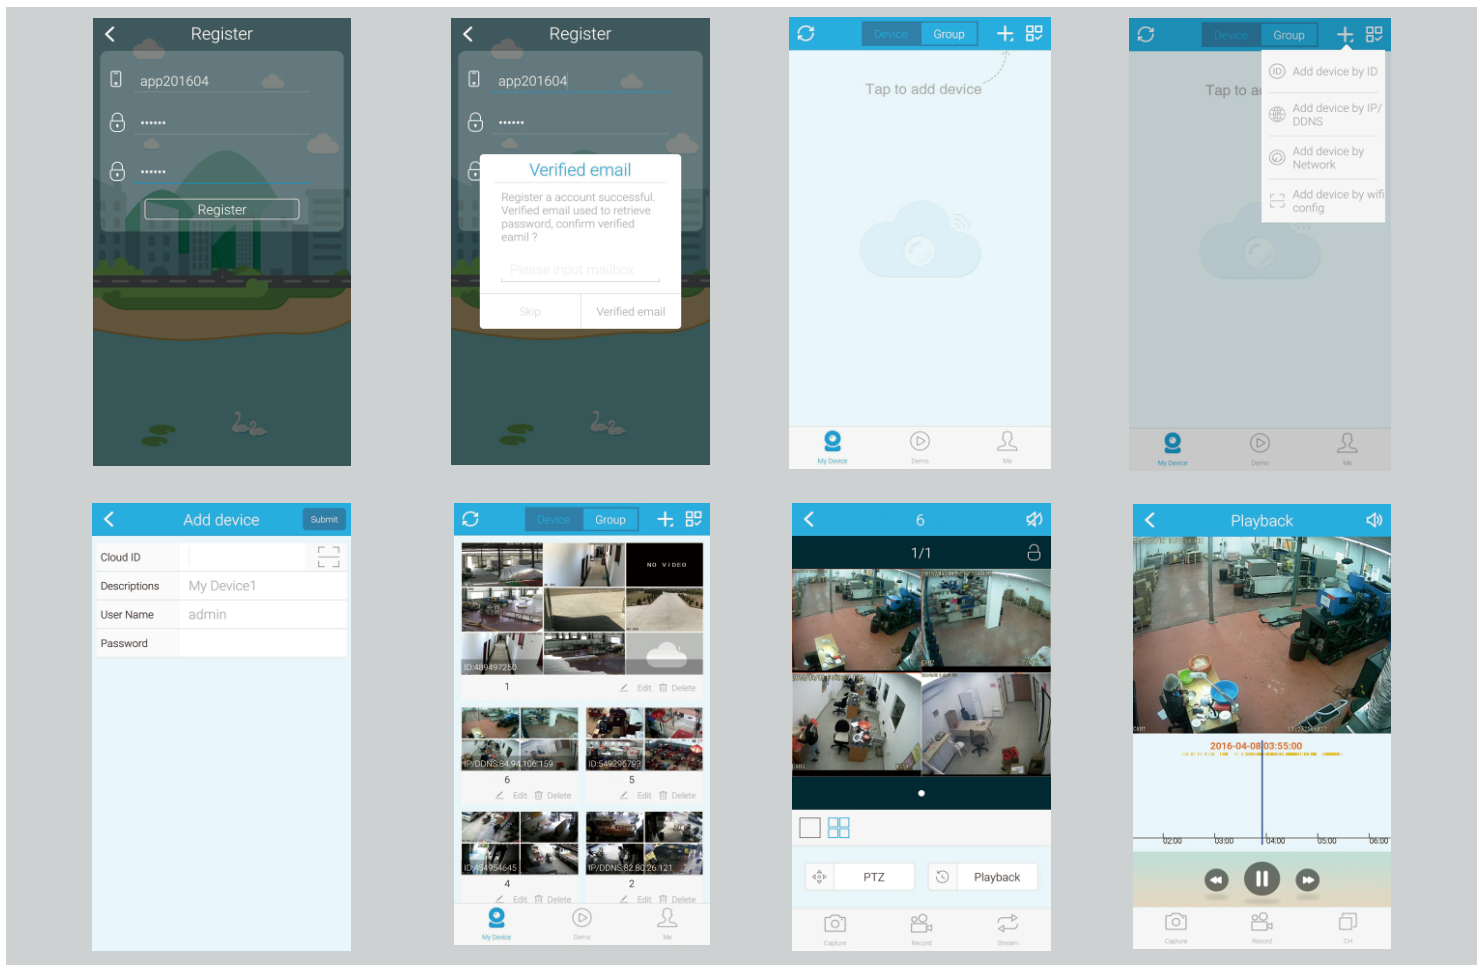 Register
app201604
••••••
••••••
Register
Register
app201604
••••••
Verified email
Register a account successful.
Verified email used to retrieve
password, confirm verified
eamil ?
Please input mailbox
Skip
Verified email
Device
Group
Tap to add device
My Device
Demo
Me
Device
Group
Tap to a
Add device by ID
Add device by IP/
DDNS
Add device by
Network
Add device by wifi
config
My Device
Demo
Me
Add device
Submit
Cloud ID
Descriptions
My Device1
User Name
admin
Password
Device
Group
NO VIDEO
ID:489497250
1
Edit
Delete
IP/DDNS:84.94.106.159
6
Edit
Delete
ID:549296793
5
Edit
Delete
ID:454954645
4
Edit
Delete
IP/DDNS:82.80.26.121
2
Edit
Delete
My Device
Demo
Me
6
1/1
PTZ
Playback
Capture
Record
Stream
Playback
2016-04-08 03:55:00
02:00
03:00
04:00
05:00
06:00
Capture
Record
CH